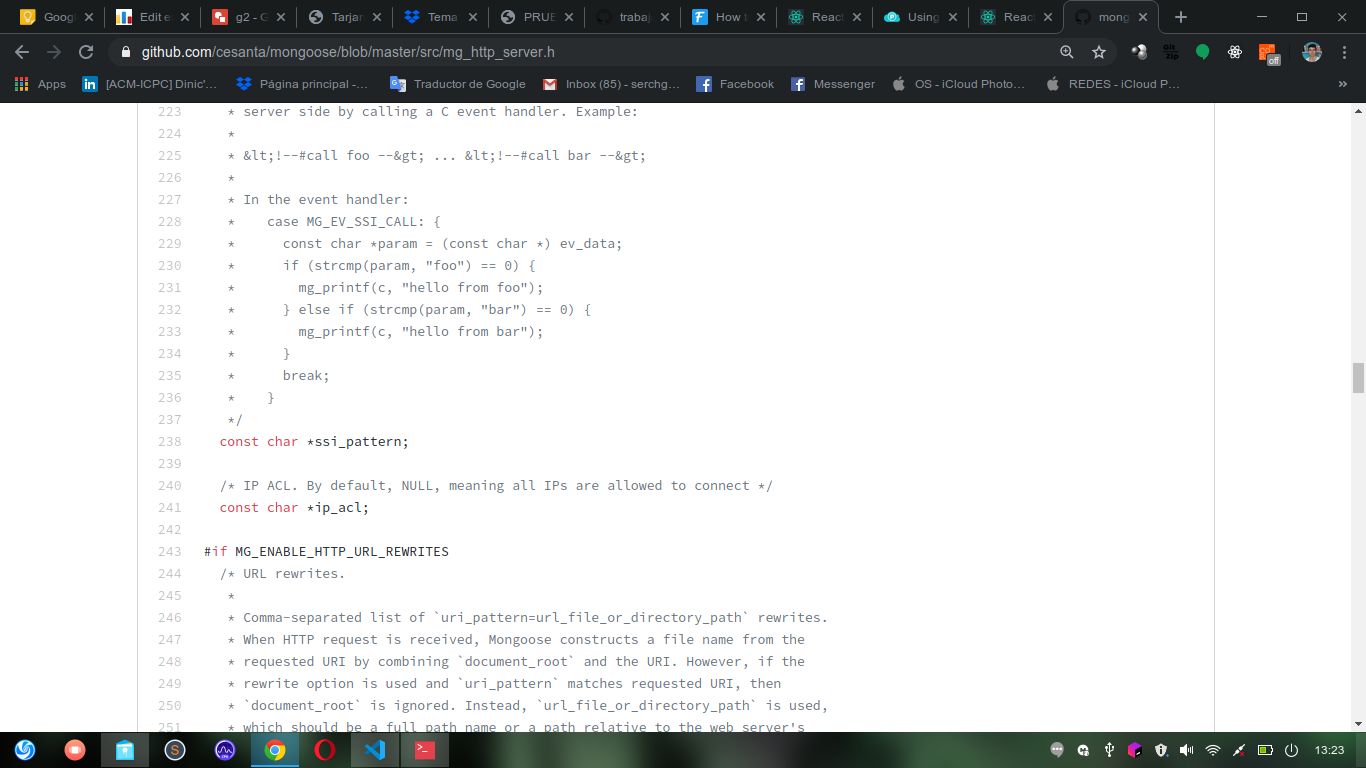 Googl
Edit e
g2 - G
Tarjan
Tema
PRUE
trabaj
How t
React
Using
React
mong
github.com/cesanta/mongoose/blob/master/src/mg_http_server.h
Apps
[ACM-ICPC] Dinic'...
Página principal -...
Traductor de Google
Inbox (85) - serchg...
Facebook
Messenger
OS - iCloud Photo...
REDES - iCloud P...
»
223 * server side by calling a C event handler. Example:
224 *
225 * &lt;!--#call foo --&gt; ... &lt;!--#call bar --&gt;
226 *
227 * In the event handler:
228 * case MG_EV_SSI_CALL: {
229 * const char *param = (const char *) ev_data;
230 * if (strcmp(param, "foo") == 0) {
231 * mg_printf(c, "hello from foo");
232 * } else if (strcmp(param, "bar") == 0) {
233 * mg_printf(c, "hello from bar");
234 * }
235 * break;
236 * }
237 */
238 const char *ssi_pattern;
239
240 /* IP ACL. By default, NULL, meaning all IPs are allowed to connect */
241 const char *ip_acl;
242
243 #if MG_ENABLE_HTTP_URL_REWRITES
244 /* URL rewrites.
245 *
246 * Comma-separated list of `uri_pattern=url_file_or_directory_path` rewrites.
247 * When HTTP request is received, Mongoose constructs a file name from the
248 * requested URI by combining `document_root` and the URI. However, if the
249 * rewrite option is used and `uri_pattern` matches requested URI, then
250 * `document_root` is ignored. Instead, `url_file_or_directory_path` is used,
251 * which should be a full path name or a path relative to the web server's
13:23